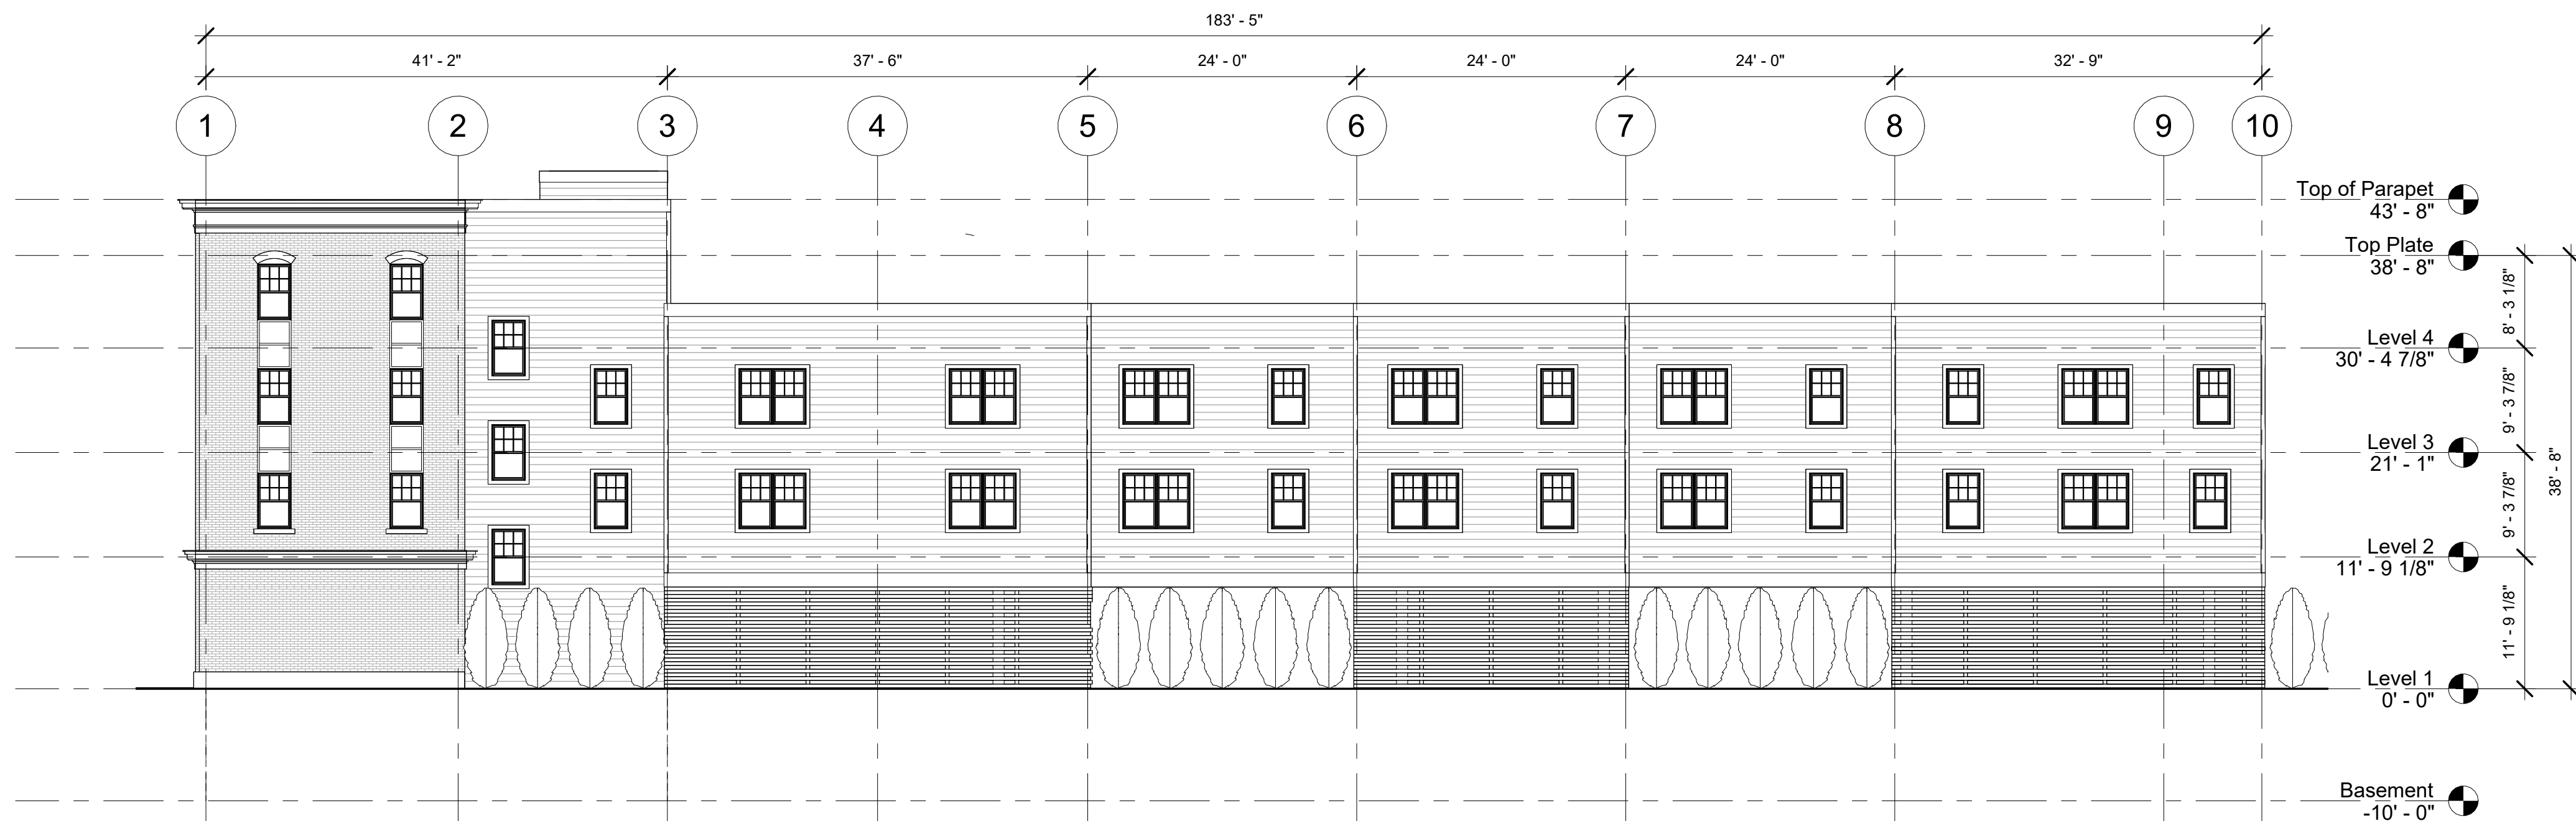 183' - 5"
41' - 2"
37' - 6"
24' - 0"
24' - 0"
24' - 0"
32' - 9"
1
2
3
4
5
6
7
8
9
10
Top of Parapet
43' - 8"
Top Plate
38' - 8"
8' - 3 1/8"
Level 4
30' - 4 7/8"
9' - 3 7/8"
Level 3
21' - 1"
38' - 8"
9' - 3 7/8"
Level 2
11' - 9 1/8"
11' - 9 1/8"
Level 1
0' - 0"
Basement
-10' - 0"